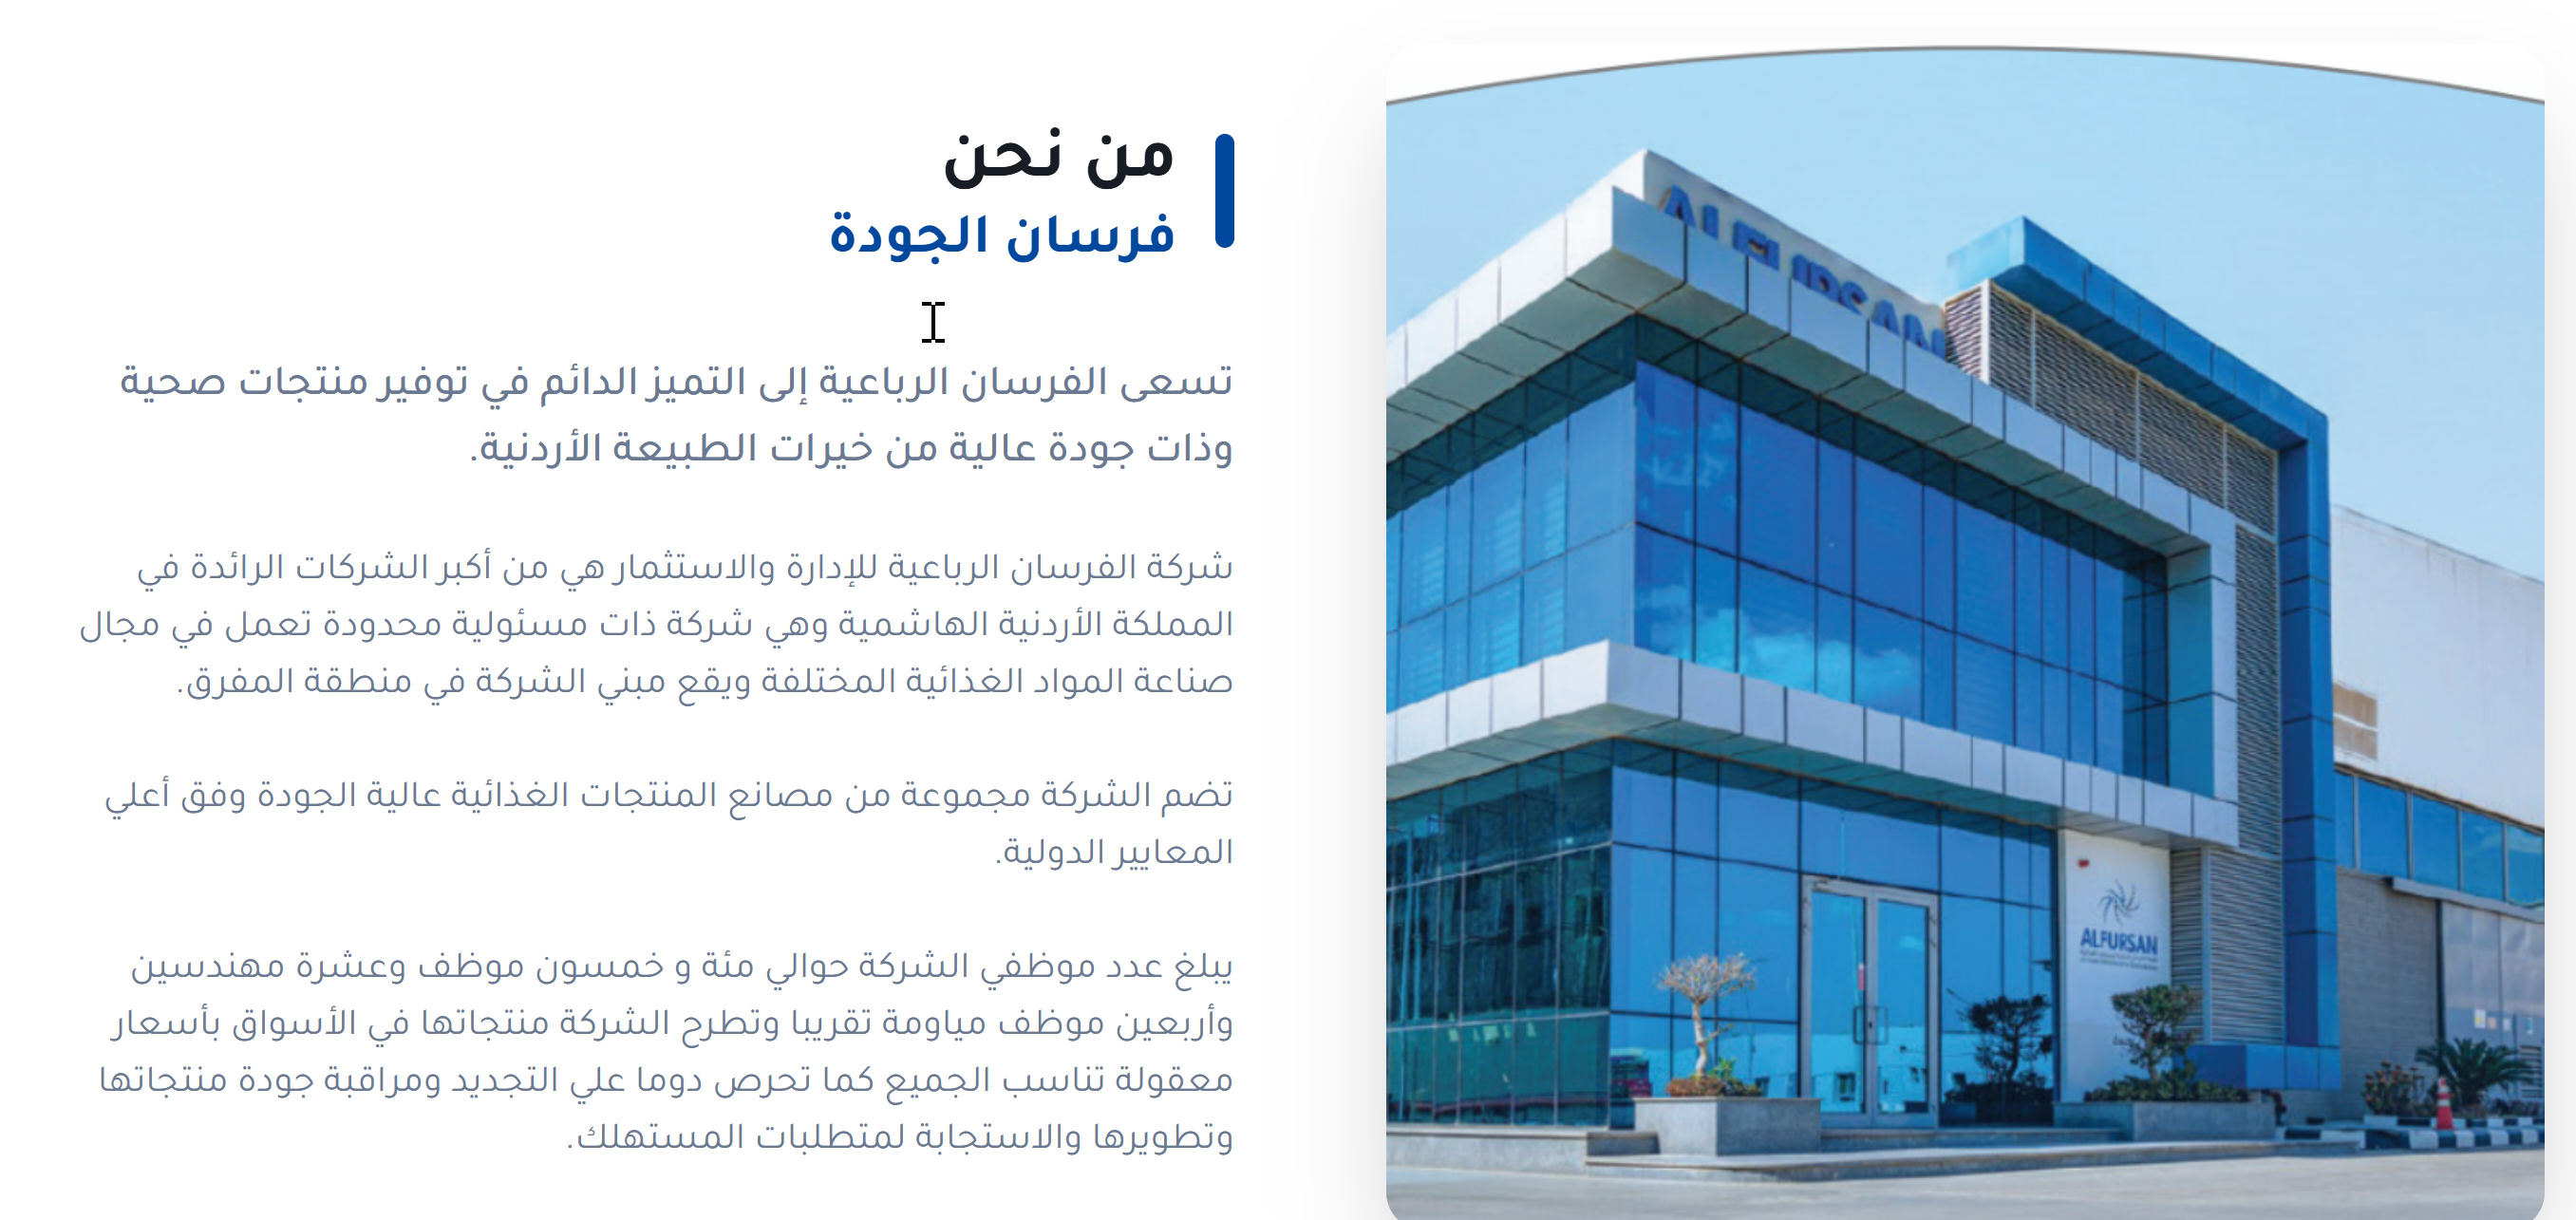 من نحن
فرسان الجودة
تسعى الفرسان الرباعية إلى التميز الدائم في توفير منتجات صحية
وذات جودة عالية من خيرات الطبيعة الأردنية.
شركة الفرسان الرباعية للإدارة والاستثمار هي من أكبر الشركات الرائدة في
المملكة الأردنية الهاشمية وهي شركة ذات مسئولية محدودة تعمل في مجال
صناعة المواد الغذائية المختلفة ويقع مبني الشركة في منطقة المفرق.
تضم الشركة مجموعة من مصانع المنتجات الغذائية عالية الجودة وفق أعلي
المعايير الدولية.
يبلغ عدد موظفي الشركة حوالي مئة و خمسون موظف وعشرة مهندسين
وأربعين موظف مياومة تقريبا وتطرح الشركة منتجاتها في الأسواق بأسعار
معقولة تناسب الجميع كما تحرص دوما علي التجديد ومراقبة جودة منتجاتها
وتطويرها والاستجابة لمتطلبات المستهلك.
ALFURSAN
ALFURSAN